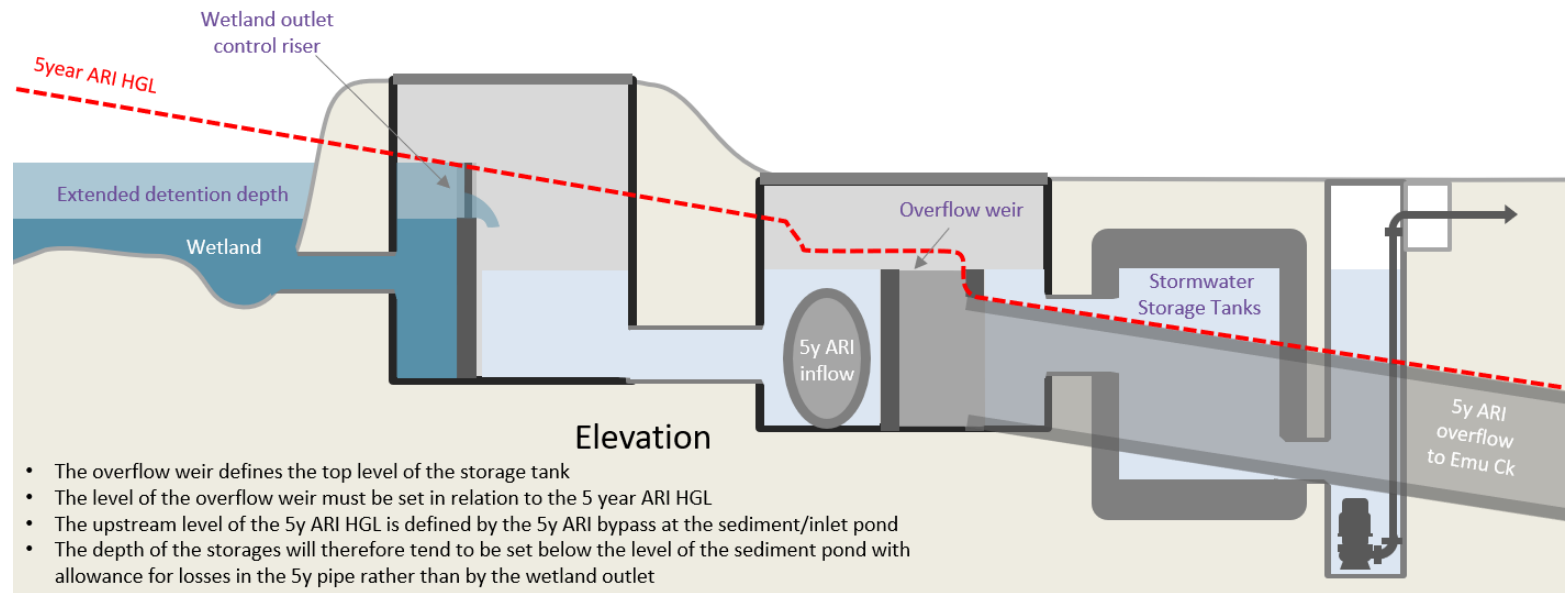 Wetland outlet
control riser
5year ARI HGL
Extended detention depth
Wetland
Overflow weir
Stormwater
Storage Tanks
5y ARI
inflow
5y ARI
overflow
to Emu Ck
Elevation
• The overflow weir defines the top level of the storage tank
• The level of the overflow weir must be set in relation to the 5 year ARI HGL
• The upstream level of the 5y ARI HGL is defined by the 5y ARI bypass at the sediment/inlet pond
• The depth of the storages will therefore tend to be set below the level of the sediment pond with
allowance for losses in the 5y pipe rather than by the wetland outlet